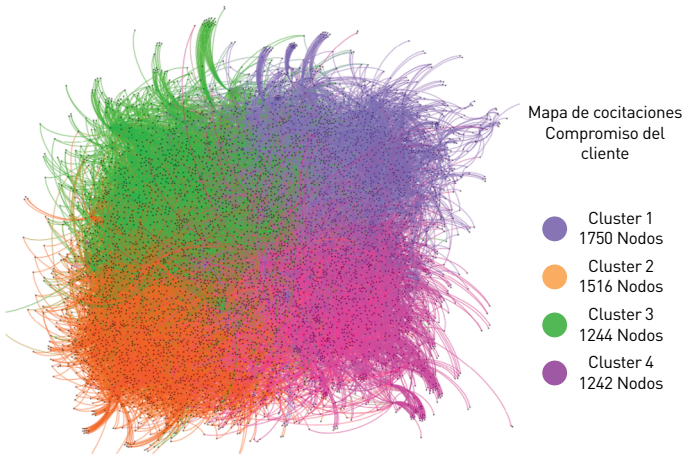 Mapa de cocitaciones
Compromiso del
cliente
Cluster 1
1750 Nodos
Cluster 2
1516 Nodos
Cluster 3
1244 Nodos
Cluster 4
1242 Nodos